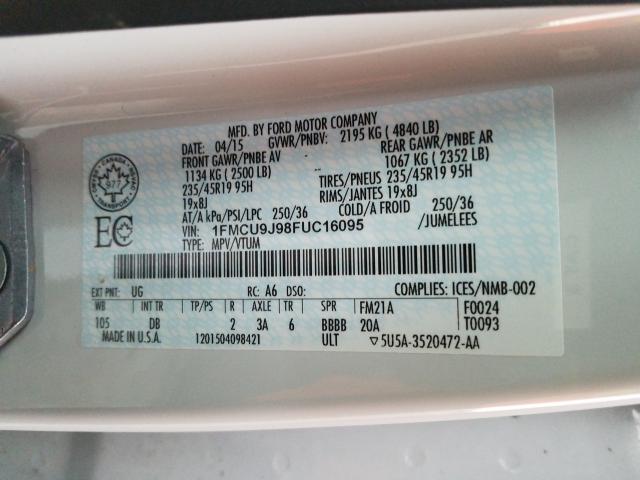 MFD. BY FORD MOTOR COMPANY
DATE: 04/15 GVWR/PNBV: 2195 KG ( 4840 LB)
FRONT GAWR/PNBE AV REAR GAWR/PNBE AR
1134 KG ( 2500 LB) 1067 KG ( 2352 LB)
235/45R19 95H TIRES/PNEUS 235/45R19 95H
19x8J RIMS/JANTES 19x8J
AT/A kPa/PSI/LPC 250/36 COLD/A FROID 250/36
VIN: 1FMCU9J98FUC16095 /JUMELEES
TYPE: MPV/VTUM
CANADA
977
TRANSPORT
EC
EXT PNT: UG RC: A6 DSO: COMPLIES: ICES/NMB-002
WB INT TR TP/PS R AXLE TR SPR FM21A F0024
105 DB 2 3A 6 BBBB 20A T0093
1201504098421 ULT ▽5U5A-3520472-AA